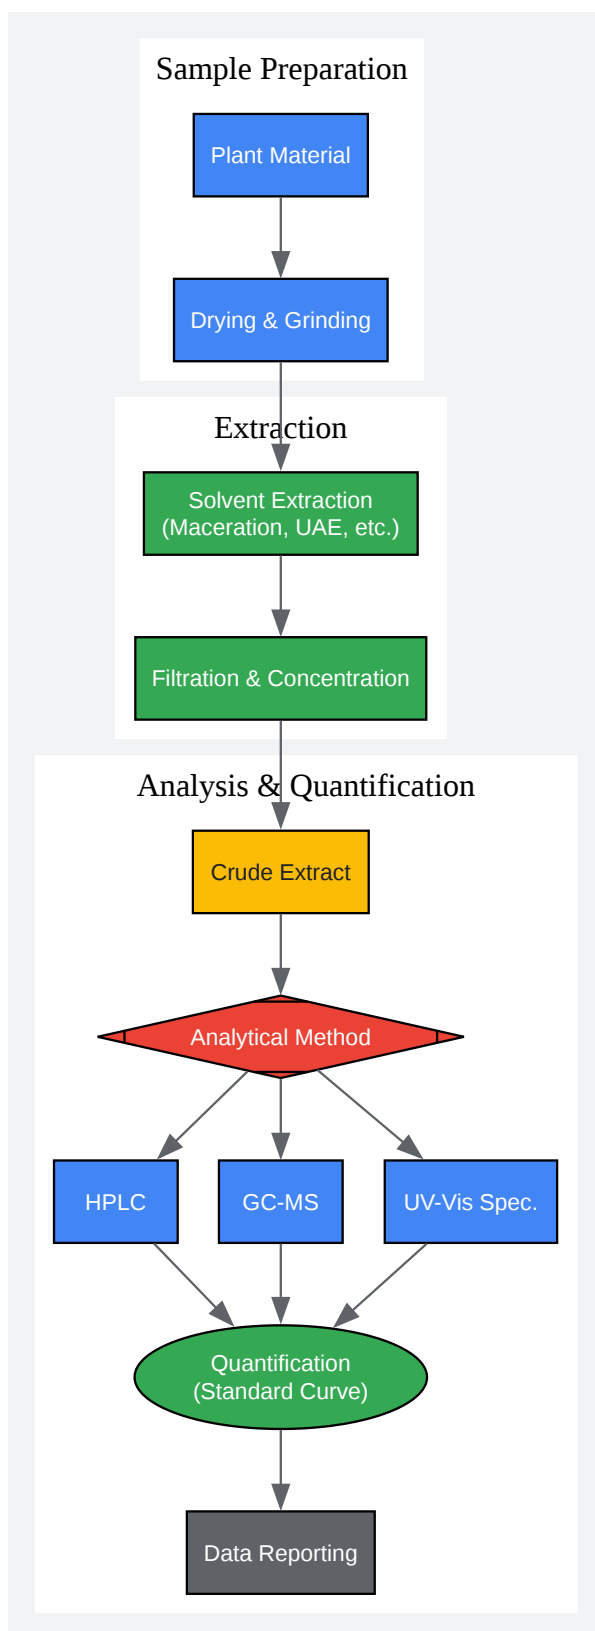 Sample Preparation
Plant Material
Drying & Grinding
Extraction
Solvent Extraction
(Maceration, UAE, etc.)
Filtration & Concentration
Analysis & Quantification
Crude Extract
Analytical Method
HPLC
GC-MS
UV-Vis Spec.
Quantification
(Standard Curve)
Data Reporting